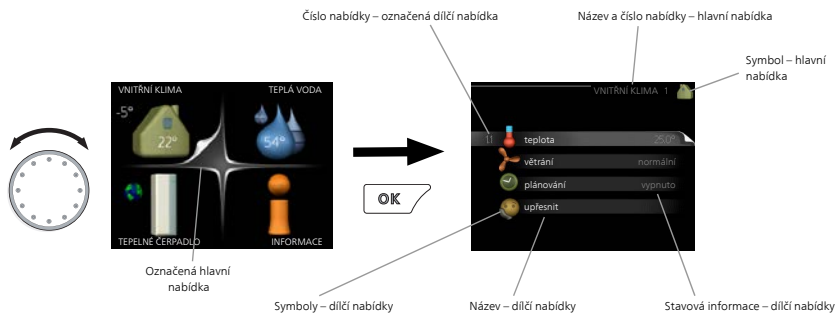 Číslo nabídky – označená dílčí nabídka
Název a číslo nabídky – hlavní nabídka
Symbol – hlavní
nabídka
VNITŘNÍ KLIMA
TEPLÁ VODA
-5°
22°
54°
TEPELNÉ ČERPADLO
INFORMACE
OK
VNITŘNÍ KLIMA 1
1.1 teplota 25.0°
větrání normální
plánování vypnuto
upřesnit
Označená hlavní
nabídka
Symboly – dílčí nabídky
Název – dílčí nabídky
Stavová informace – dílčí nabídky